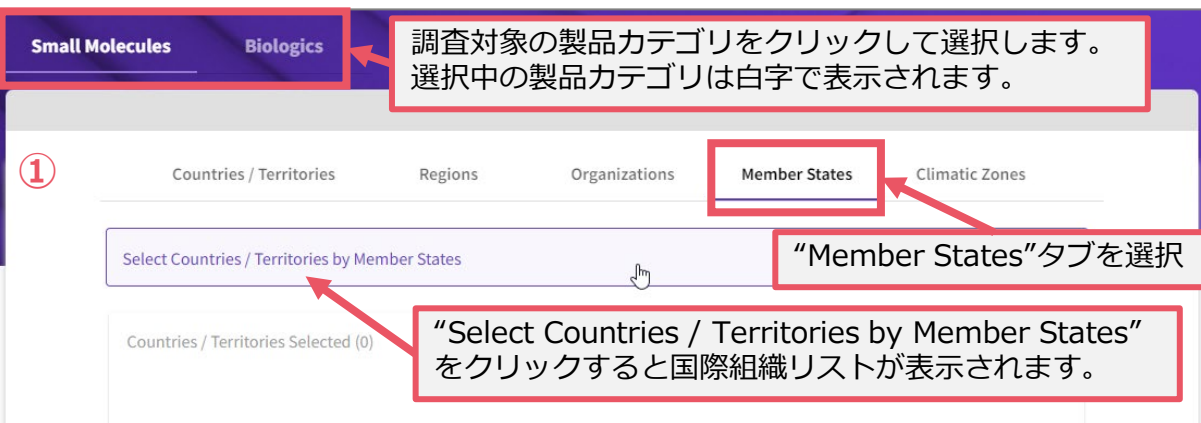 Small Molecules
Biologics
調査対象の製品カテゴリをクリックして選択します。
選択中の製品カテゴリは白字で表示されます。
①
Countries / Territories
Regions
Organizations
Member States
Climatic Zones
Select Countries / Territories by Member States
“Member States”タブを選択
Countries / Territories Selected (0)
“Select Countries / Territories by Member States”
をクリックすると国際組織リストが表示されます。